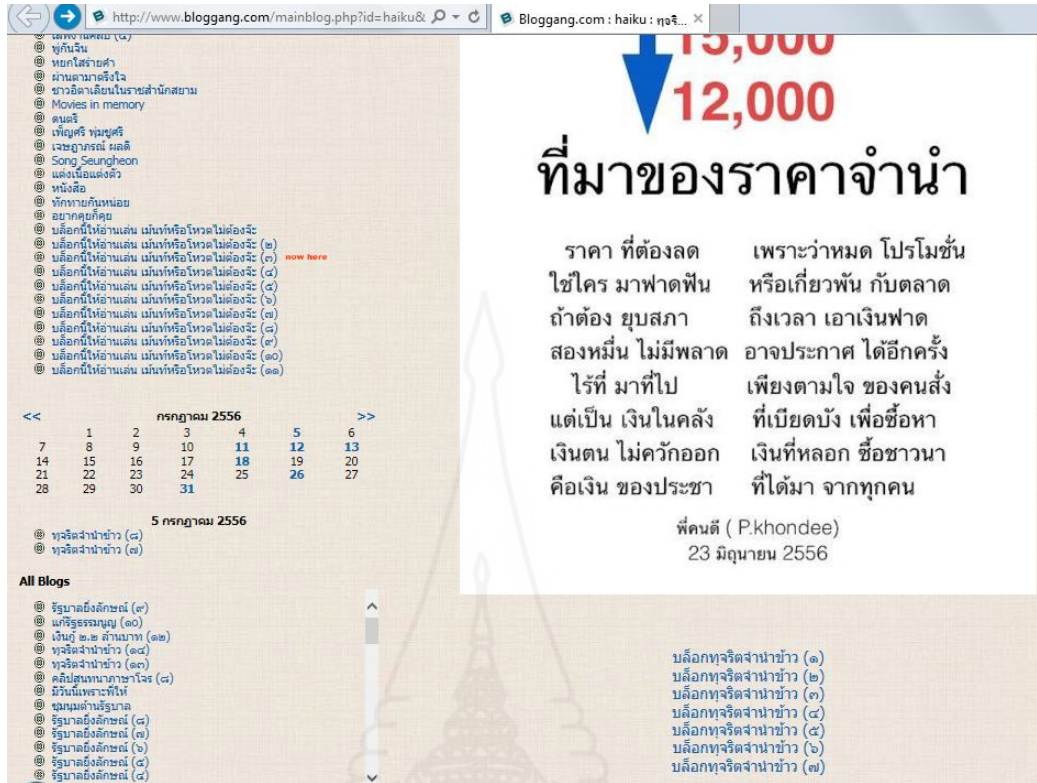 http://www.bloggang.com/mainblog.php?id=haiku&
Bloggang.com : haiku : ทุจริ...
พู่กันจีน
หยกใสร่ายคำ
ผ่านตามาตรึงใจ
ชาวอิตาเลียนในราชสำนักสยาม
Movies in memory
ดนตรี
เพ็ญศรี พุ่มชูศรี
เจษฎาภรณ์ ผลดี
Song Seungheon
แต่งเนื้อแต่งตัว
หนังสือ
ทักทายกันหน่อย
อยากคุยก็คุย
บล็อกนี้ให้อ่านเล่น เม้นท์หรือโหวตไม่ต้องจ้ะ
บล็อกนี้ให้อ่านเล่น เม้นท์หรือโหวตไม่ต้องจ้ะ (๒)
บล็อกนี้ให้อ่านเล่น เม้นท์หรือโหวตไม่ต้องจ้ะ (๓) now here
บล็อกนี้ให้อ่านเล่น เม้นท์หรือโหวตไม่ต้องจ้ะ (๔)
บล็อกนี้ให้อ่านเล่น เม้นท์หรือโหวตไม่ต้องจ้ะ (๕)
บล็อกนี้ให้อ่านเล่น เม้นท์หรือโหวตไม่ต้องจ้ะ (๖)
บล็อกนี้ให้อ่านเล่น เม้นท์หรือโหวตไม่ต้องจ้ะ (๗)
บล็อกนี้ให้อ่านเล่น เม้นท์หรือโหวตไม่ต้องจ้ะ (๘)
บล็อกนี้ให้อ่านเล่น เม้นท์หรือโหวตไม่ต้องจ้ะ (๙)
บล็อกนี้ให้อ่านเล่น เม้นท์หรือโหวตไม่ต้องจ้ะ (๑๐)
บล็อกนี้ให้อ่านเล่น เม้นท์หรือโหวตไม่ต้องจ้ะ (๑๑)
<< กรกฏาคม 2556 >>
1 2 3 4 5 6
7 8 9 10 11 12 13
14 15 16 17 18 19 20
21 22 23 24 25 26 27
28 29 30 31
5 กรกฏาคม 2556
ทุจริตจำนำข้าว (๘)
ทุจริตจำนำข้าว (๗)
All Blogs
รัฐบาลยิ่งลักษณ์ (๙)
แก้รัฐธรรมนูญ (๑๐)
เงินกู้ ๒.๒ ล้านบาท (๑๒)
ทุจริตจำนำข้าว (๑๔)
ทุจริตจำนำข้าว (๑๓)
คลิปสนทนาภาษาโจร (๘)
มีวันนี้เพราะพี่ให้
ชุมนุมต้านรัฐบาล
รัฐบาลยิ่งลักษณ์ (๘)
รัฐบาลยิ่งลักษณ์ (๗)
รัฐบาลยิ่งลักษณ์ (๖)
รัฐบาลยิ่งลักษณ์ (๕)
รัฐบาลยิ่งลักษณ์ (๔)
15,000
12,000
ที่มาของราคาจำนำ
ราคา ที่ต้องลด เพราะว่าหมด โปรโมชั่น
ใช่ใคร มาฟาดฟัน หรือเกี่ยวพัน กับตลาด
ถ้าต้อง ยุบสภา ถึงเวลา เอาเงินฟาด
สองหมื่น ไม่มีพลาด อาจประกาศ ได้อีกครั้ง
ไร้ที่ มาที่ไป เพียงตามใจ ของคนสั่ง
แต่เป็น เงินในคลัง ที่เบียดบัง เพื่อซื้อหา
เงินตน ไม่ควักออก เงินที่หลอก ซื้อชาวนา
คือเงิน ของประชา ที่ได้มา จากทุกคน
พี่คนดี ( P.khondee)
23 มิถุนายน 2556
บล็อกทุจริตจำนำข้าว (๑)
บล็อกทุจริตจำนำข้าว (๒)
บล็อกทุจริตจำนำข้าว (๓)
บล็อกทุจริตจำนำข้าว (๔)
บล็อกทุจริตจำนำข้าว (๕)
บล็อกทุจริตจำนำข้าว (๖)
บล็อกทุจริตจำนำข้าว (๗)